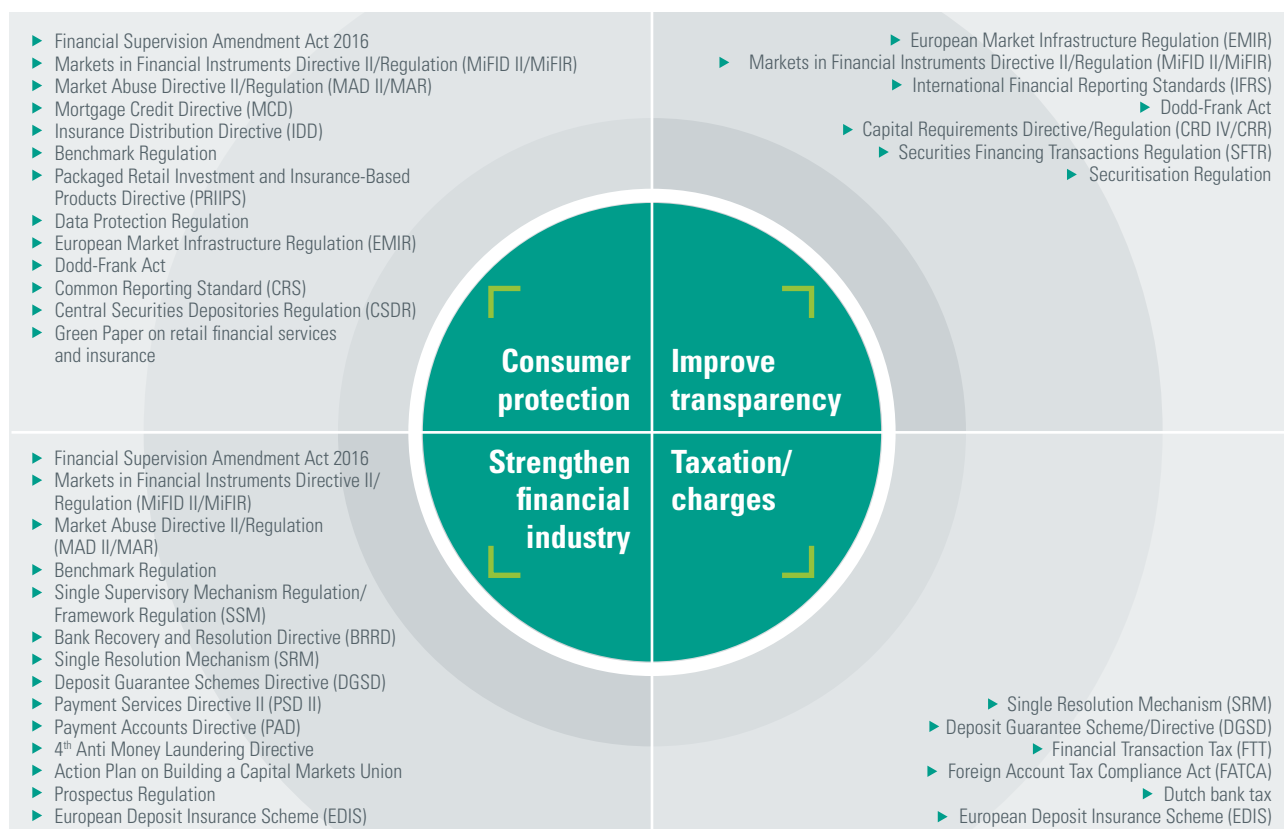 ► Financial Supervision Amendment Act 2016
► Markets in Financial Instruments Directive II/Regulation (MiFID II/MiFIR)
► Market Abuse Directive II/Regulation (MAD II/MAR)
► Mortgage Credit Directive (MCD)
► Insurance Distribution Directive (IDD)
► Benchmark Regulation
► Packaged Retail Investment and Insurance-Based
Products Directive (PRIIPS)
► Data Protection Regulation
► European Market Infrastructure Regulation (EMIR)
► Dodd-Frank Act
► Common Reporting Standard (CRS)
► Central Securities Depositories Regulation (CSDR)
► Green Paper on retail financial services
and insurance
► European Market Infrastructure Regulation (EMIR)
► Markets in Financial Instruments Directive II/Regulation (MiFID II/MiFIR)
► International Financial Reporting Standards (IFRS)
► Dodd-Frank Act
► Capital Requirements Directive/Regulation (CRD IV/CRR)
► Securities Financing Transactions Regulation (SFTR)
► Securitisation Regulation
Consumer
protection
Improve
transparency
Strengthen
financial
industry
Taxation/
charges
► Financial Supervision Amendment Act 2016
► Markets in Financial Instruments Directive II/
Regulation (MiFID II/MiFIR)
► Market Abuse Directive II/Regulation
(MAD II/MAR)
► Benchmark Regulation
► Single Supervisory Mechanism Regulation/
Framework Regulation (SSM)
► Bank Recovery and Resolution Directive (BRRD)
► Single Resolution Mechanism (SRM)
► Deposit Guarantee Schemes Directive (DGSD)
► Payment Services Directive II (PSD II)
► Payment Accounts Directive (PAD)
► 4th Anti Money Laundering Directive
► Action Plan on Building a Capital Markets Union
► Prospectus Regulation
► European Deposit Insurance Scheme (EDIS)
► Single Resolution Mechanism (SRM)
► Deposit Guarantee Scheme/Directive (DGSD)
► Financial Transaction Tax (FTT)
► Foreign Account Tax Compliance Act (FATCA)
► Dutch bank tax
► European Deposit Insurance Scheme (EDIS)